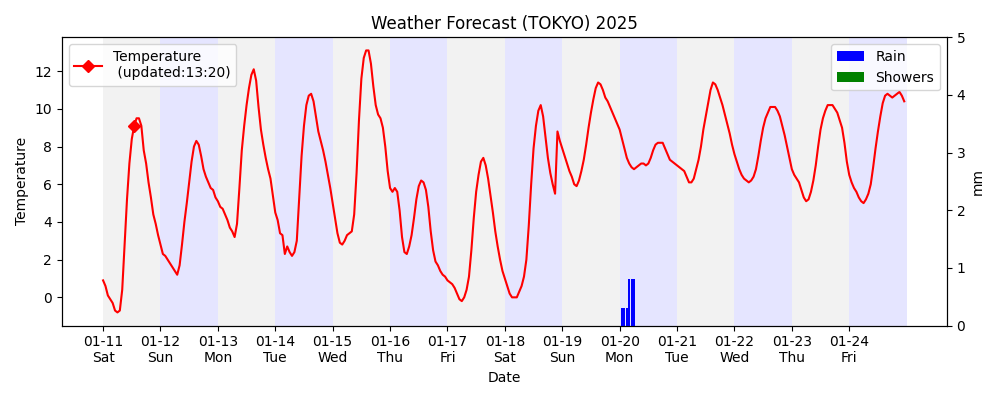 Weather Forecast (TOKYO) 2025
Temperature
(updated:13:20)
Rain
Showers
Temperature
12
10
8
6
4
2
0
5
4
3
2
1
0
mm
01-11 01-12 01-13 01-14 01-15 01-16 01-17 01-18 01-19 01-20 01-21 01-22 01-23 01-24
Sat Sun Mon Tue Wed Thu Fri Sat Sun Mon Tue Wed Thu Fri
Date